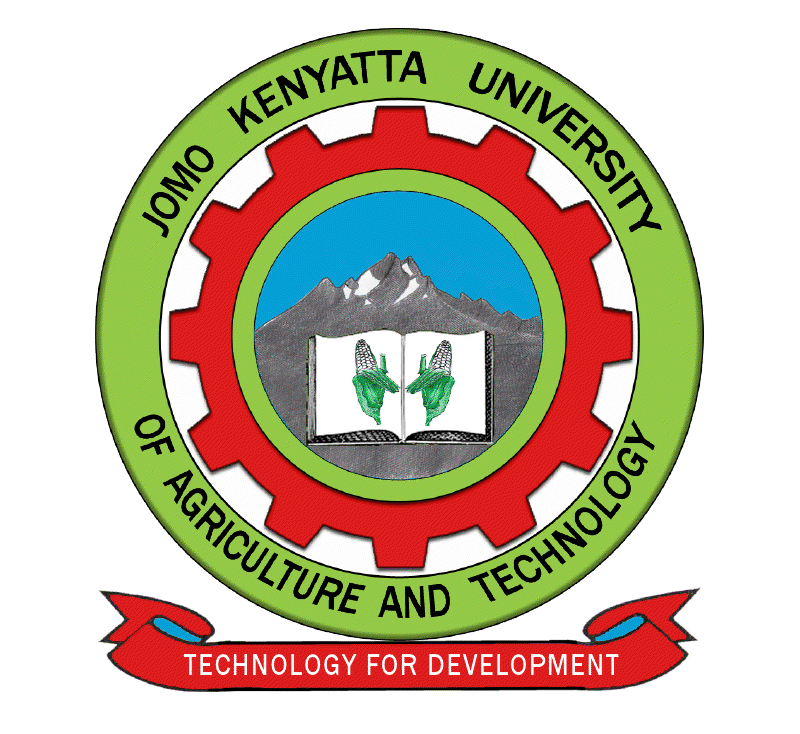 JOMO KENYATTA UNIVERSITY
OF AGRICULTURE AND TECHNOLOGY
TECHNOLOGY FOR DEVELOPMENT